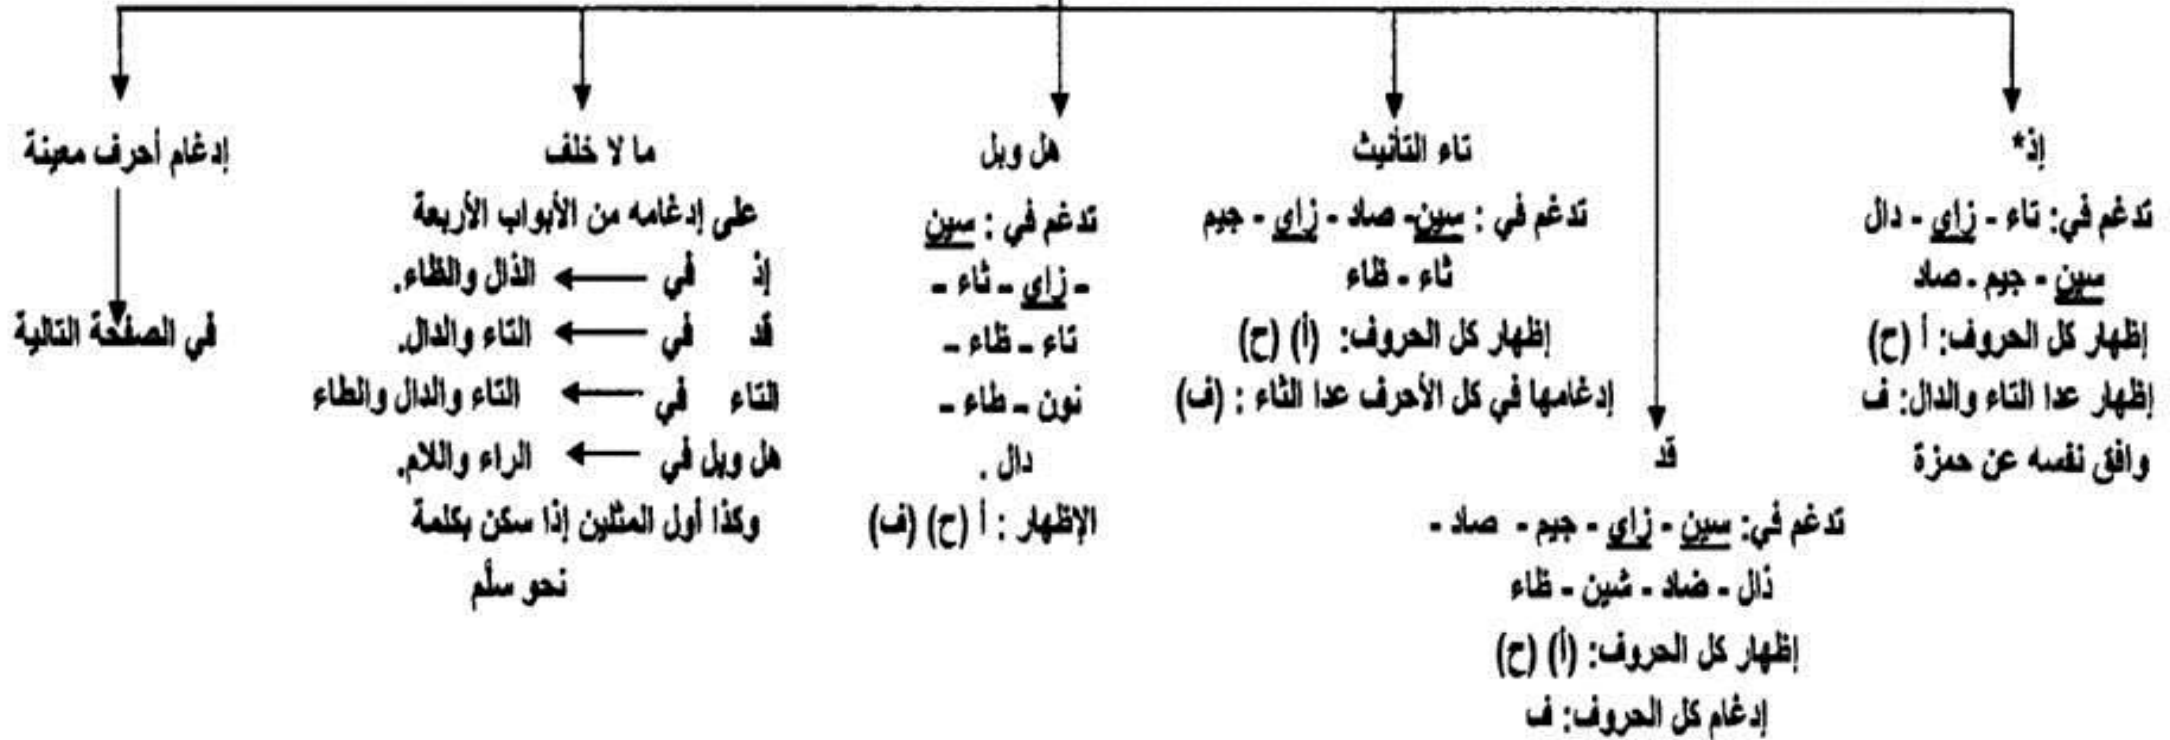 إذ*
تدغم في: تاء - زاي - دال
سين - جيم - صاد
إظهار كل الحروف: أ (ح)
إظهار عدا التاء والدال: ف
وافق نفسه عن حمزة
قد
تدغم في: سين - زاي - جيم - صاد -
ذال - ضاد - شين - ظاء
إظهار كل الحروف: (أ) (ح)
إدغام كل الحروف: ف
تاء التأنيث
تدغم في : سين- صاد - زاي - جيم
ثاء - ظاء
إظهار كل الحروف: (أ) (ح)
إدغامها في كل الأحرف عدا الثاء : (ف)
هل وبل
تدغم في : سين
- زاي - ثاء -
تاء - ظاء -
نون - طاء -
دال .
الإظهار : أ (ح) (ف)
ما لا خلف
على إدغامه من الأبواب الأربعة
إذ في ← الذال والظاء.
قد في ← التاء والدال.
التاء في ← التاء والدال والطاء
هل وبل في ← الراء واللام.
وكذا أول المثلين إذا سكن بكلمة
نحو سلَّم
إدغام أحرف معينة
في الصفحة التالية